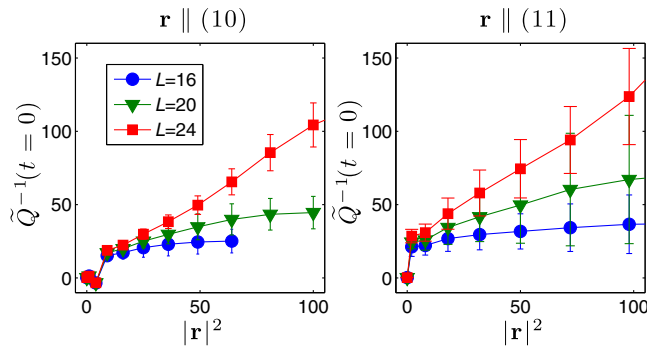 r ∥ (10)
r ∥ (11)
Q̃⁻¹(t = 0)
150
100
50
0
L=16
L=20
L=24
0
50
100
|r|²
Q̃⁻¹(t = 0)
150
100
50
0
0
50
100
|r|²